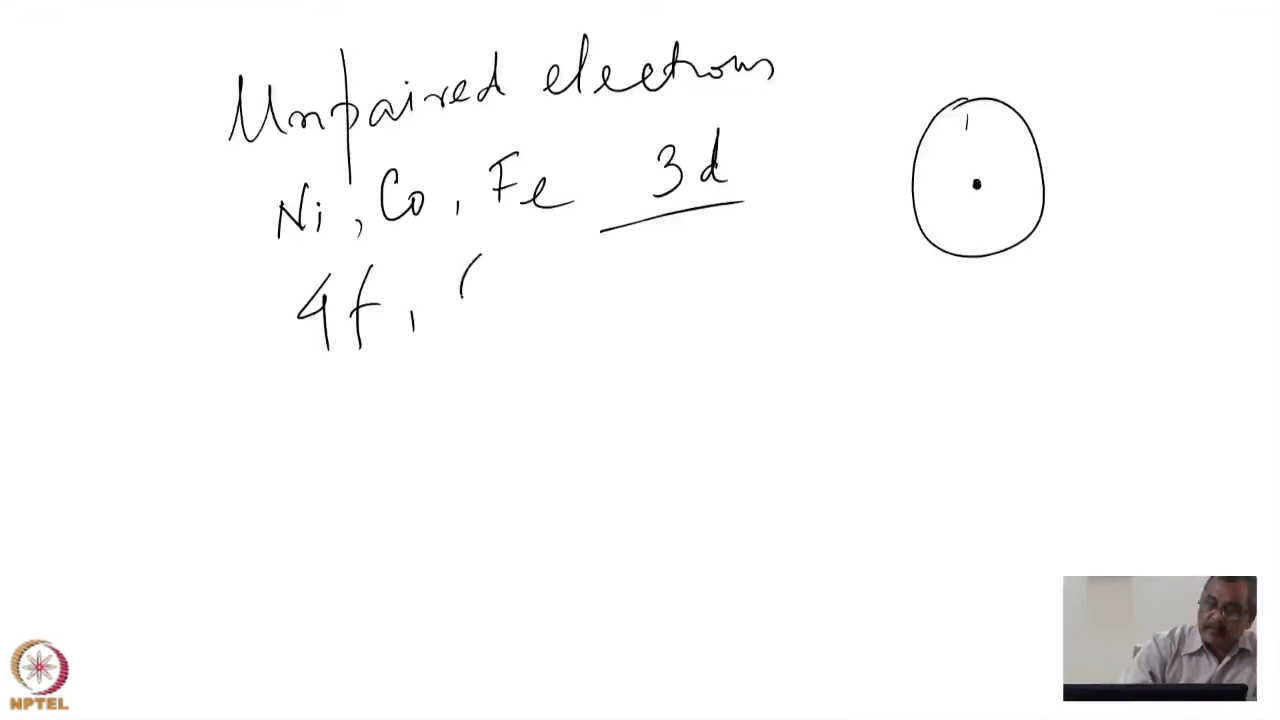 Unpaired electrons
Ni, Co, Fe 3d
4f, (
NPTEL